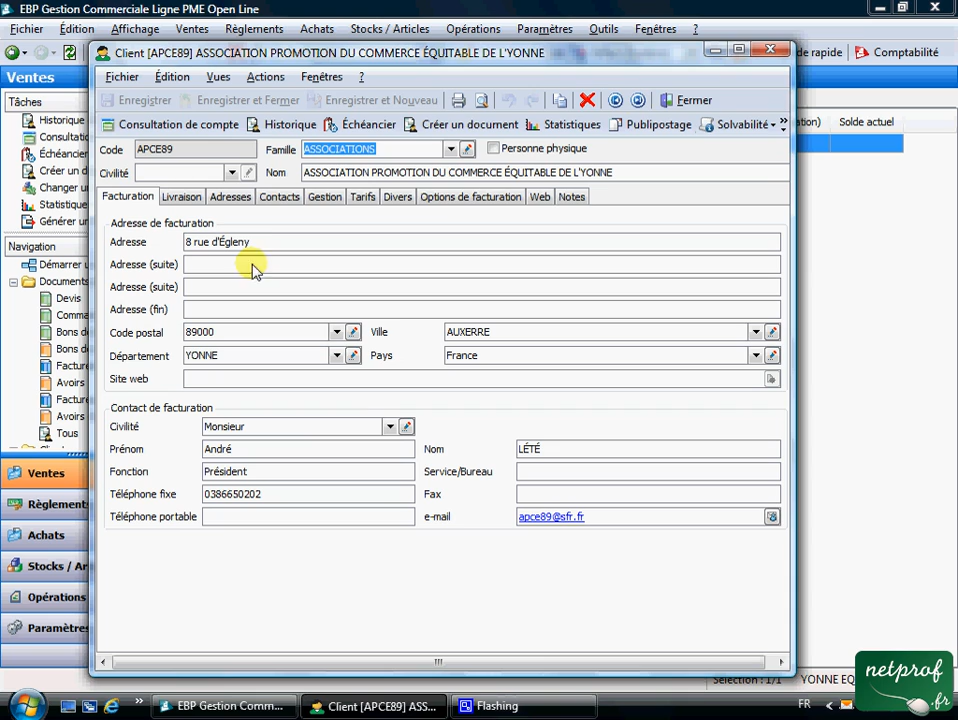 EBP Gestion Commerciale Ligne PME Open Line
Fichier Édition Affichage Ventes Règlements Achats Stocks / Articles Opérations Paramètres Outils Fenêtres ?
de rapide Comptabilité
Ventes
Client [APCE89] ASSOCIATION PROMOTION DU COMMERCE ÉQUITABLE DE L'YONNE
Fichier Édition Vues Actions Fenêtres ?
Enregistrer Enregistrer et Fermer Enregistrer et Nouveau Fermer
Consultation de compte Historique Échéancier Créer un document Statistiques Publipostage Solvabilité
Code APCE89 Famille ASSOCIATIONS Personne physique
Civilité Nom ASSOCIATION PROMOTION DU COMMERCE ÉQUITABLE DE L'YONNE
Facturation Livraison Adresses Contacts Gestion Tarifs Divers Options de facturation Web Notes
Adresse de facturation
Adresse 8 rue d'Égleny
Adresse (suite)
Adresse (suite)
Adresse (fin)
Code postal 89000 Ville AUXERRE
Département YONNE Pays France
Site web
Contact de facturation
Civilité Monsieur
Prénom André Nom LÉTÉ
Fonction Président Service/Bureau
Téléphone fixe 0386650202 Fax
Téléphone portable e-mail apce89@sfr.fr
Tâches
Historique
Consultati
Échéancier
Créer un d
Changer u
Statistique
Générer u
Navigation
Démarrer
Documents
Devis
Comma
Bons d
Bons d
Facture
Avoirs
Facture
Avoirs
Tous
Ventes
Règlements
Achats
Stocks / Ar
Opérations
Paramètres
Solde actuel
Sélection : 1/1
netprof
.fr
EBP Gestion Comm... Client [APCE89] ASS... Flashing FR